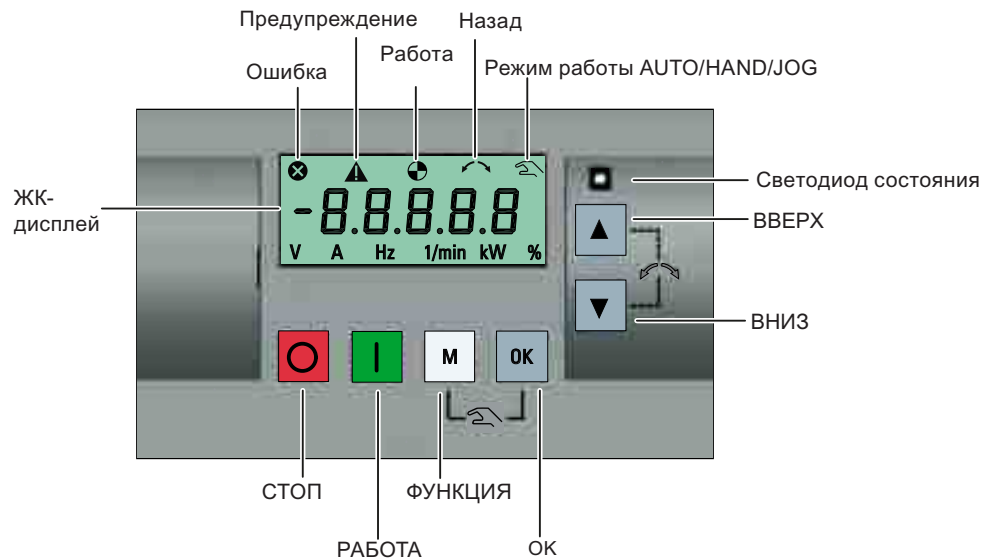 Предупреждение
Назад
Ошибка
Работа
Режим работы AUTO/HAND/JOG
ЖК-
дисплей
-8.8.8.8.8
V A Hz 1/min kW %
Светодиод состояния
ВВЕРХ
ВНИЗ
M
OK
СТОП
ФУНКЦИЯ
РАБОТА
OK